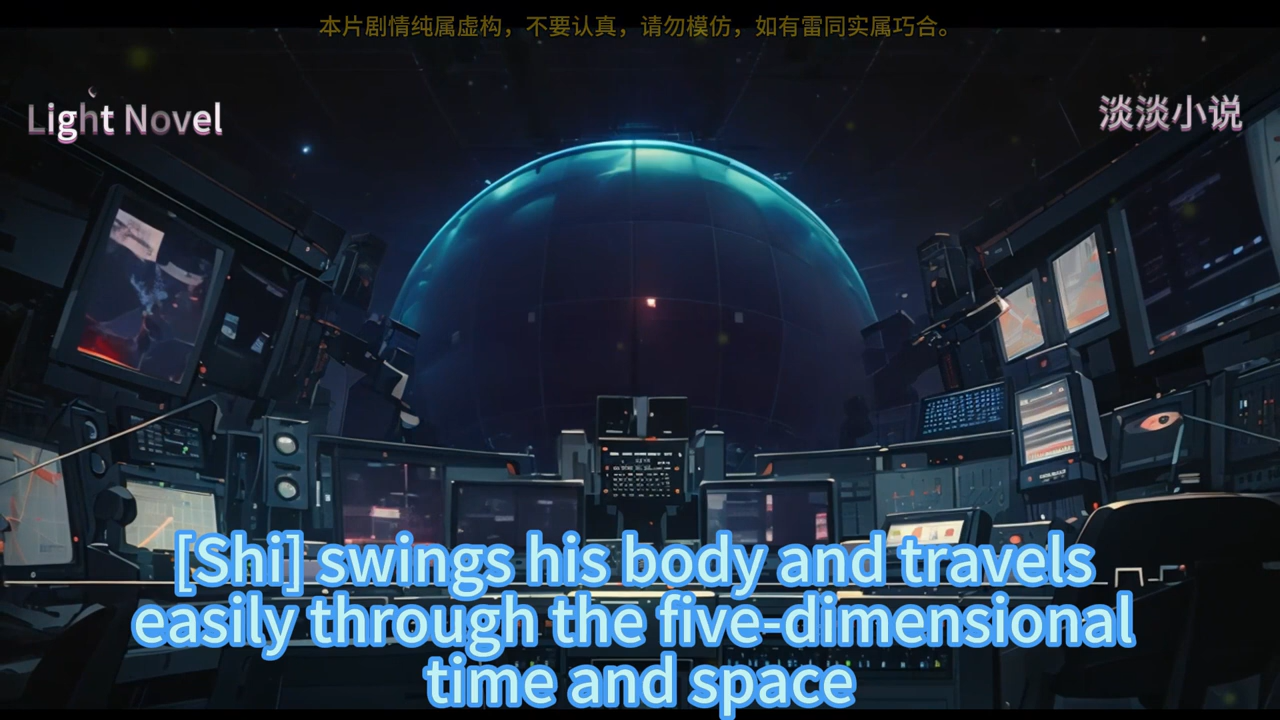 本片剧情纯属虚构，不要认真，请勿模仿，如有雷同实属巧合。
Light Novel
淡淡小说
[Shi] swings his body and travels
easily through the five-dimensional
time and space